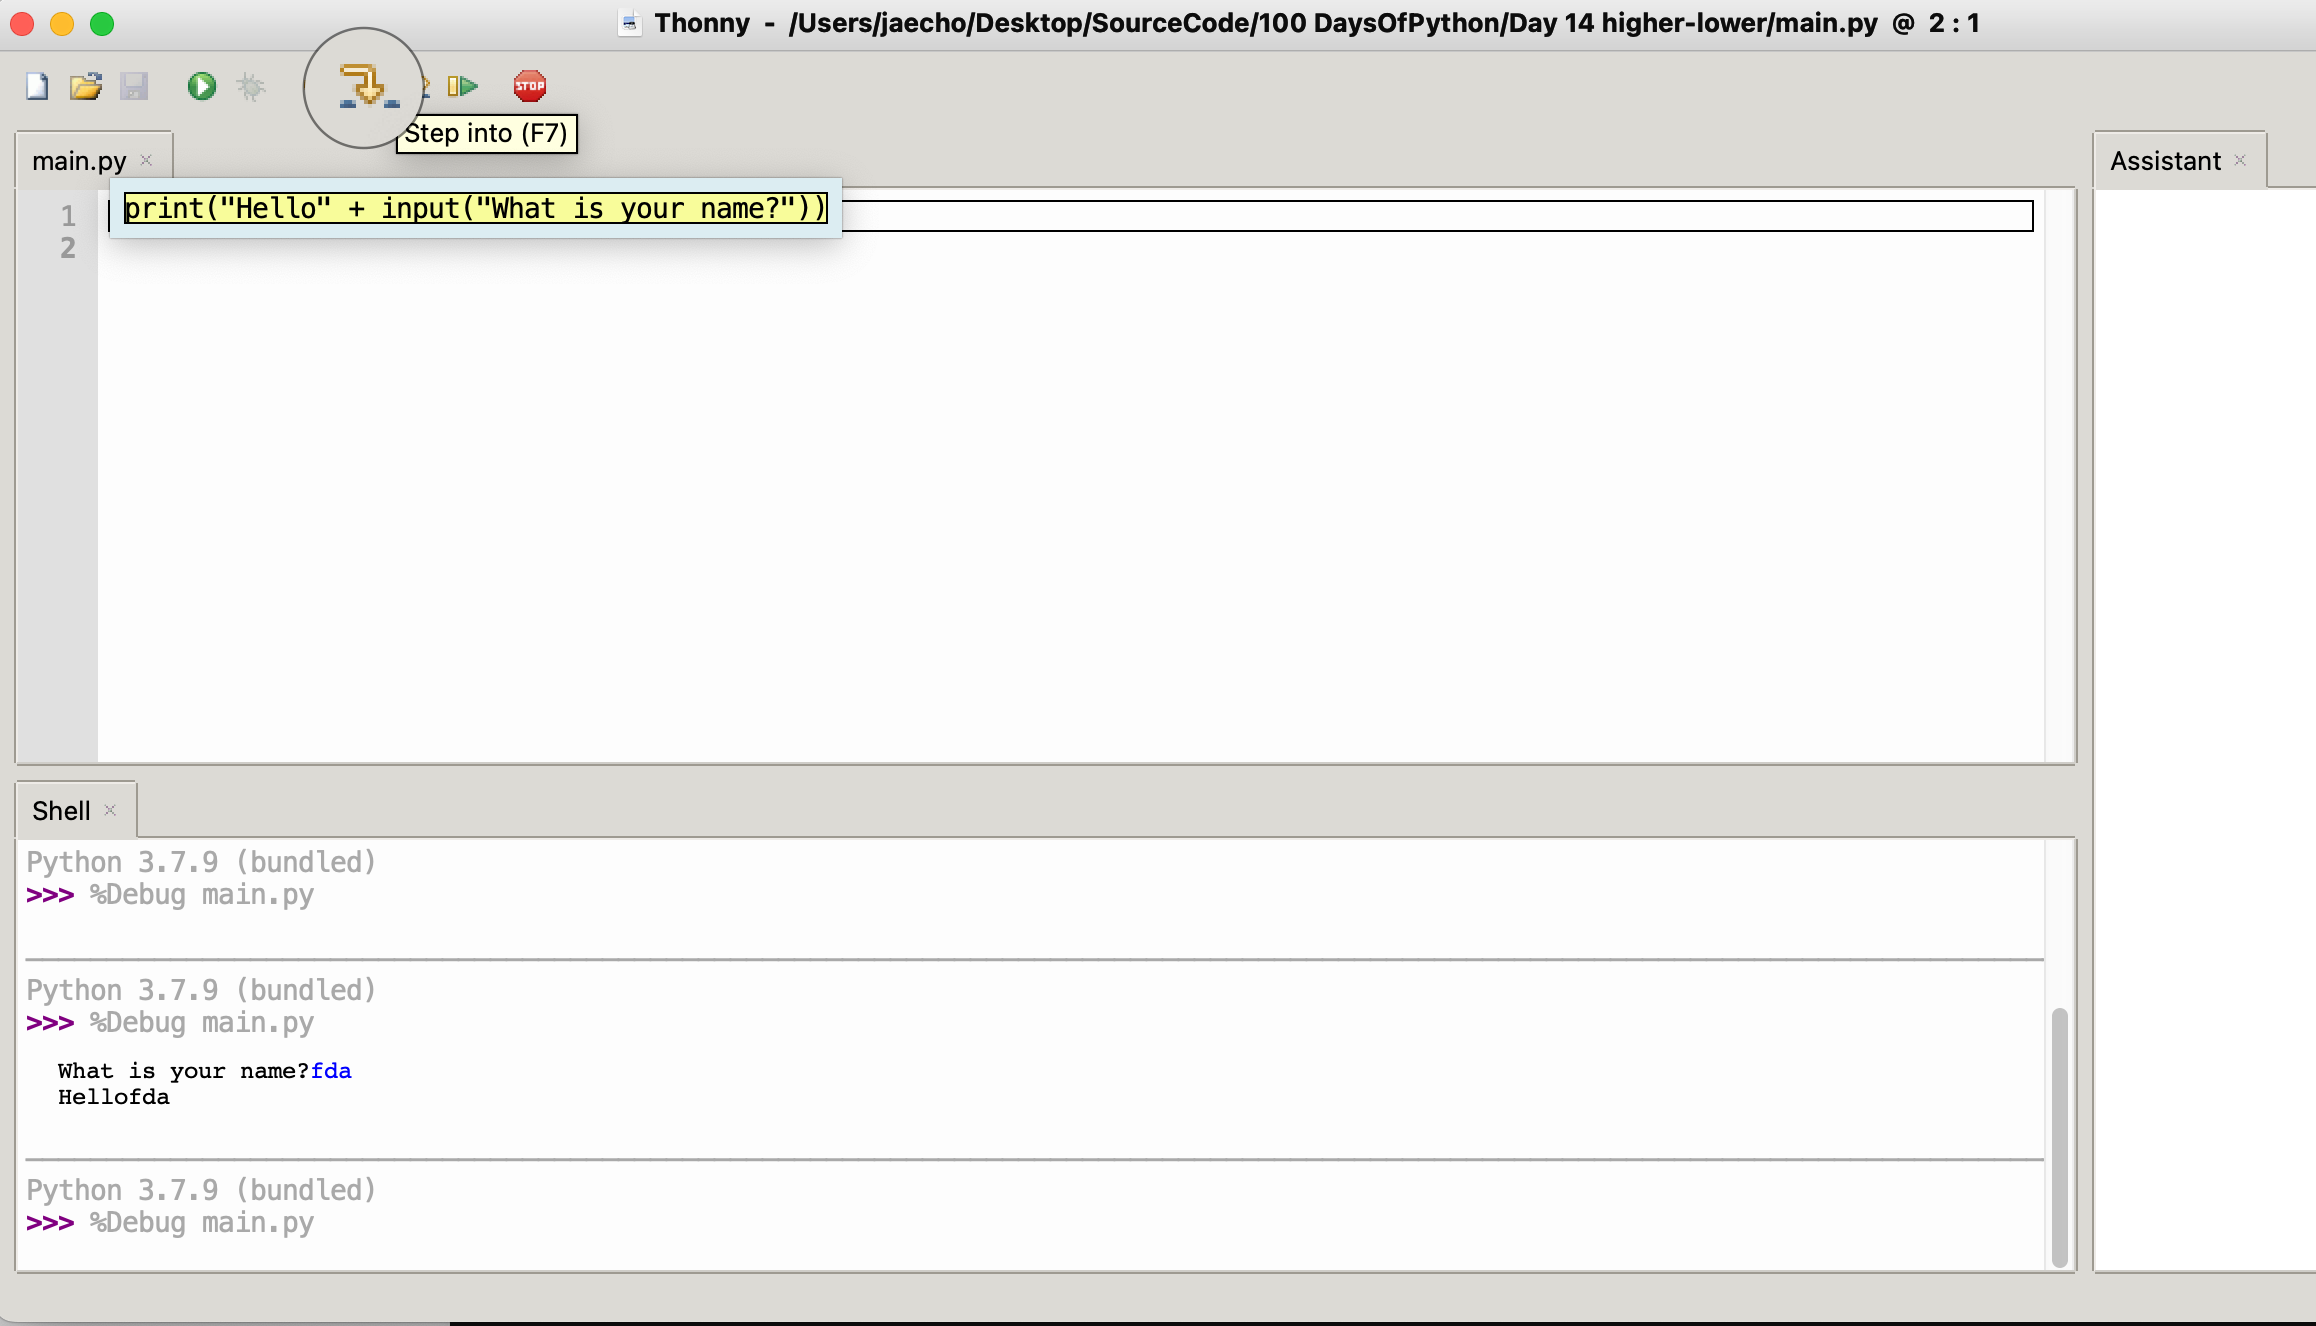 Thonny - /Users/jaecho/Desktop/SourceCode/100 DaysOfPython/Day 14 higher-lower/main.py @ 2 : 1
STOP
Step into (F7)
main.py
Assistant
1 print("Hello" + input("What is your name?"))
2
Shell
Python 3.7.9 (bundled)
>>> %Debug main.py
Python 3.7.9 (bundled)
>>> %Debug main.py
What is your name?fda
Hellofda
Python 3.7.9 (bundled)
>>> %Debug main.py